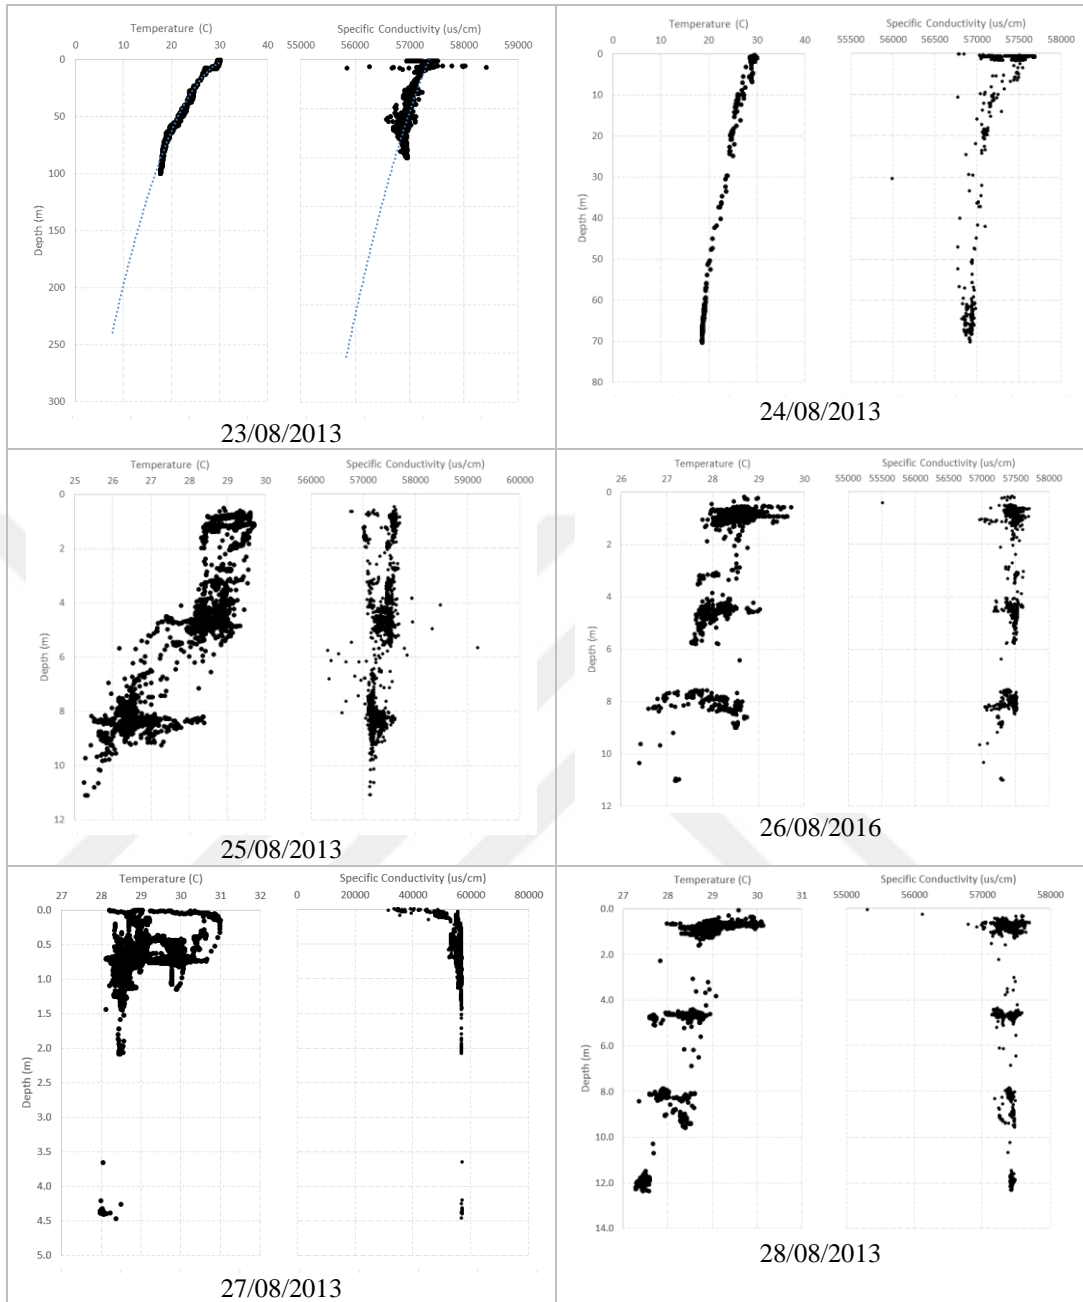 Temperature (C)
0 10 20 30 40
Specific Conductivity (us/cm)
55000 56000 57000 58000 59000
Depth (m)
0
50
100
150
200
250
300
23/08/2013
Temperature (C)
0 10 20 30 40
Specific Conductivity (us/cm)
55500 56000 56500 57000 57500 58000
Depth (m)
0
10
20
30
40
50
60
70
80
24/08/2013
Temperature (C)
25 26 27 28 29 30
Specific Conductivity (us/cm)
56000 57000 58000 59000 60000
Depth (m)
0
2
4
6
8
10
12
25/08/2013
Temperature (C)
26 27 28 29 30 31
Specific Conductivity (us/cm)
55000 55500 56000 56500 57000 57500 58000
Depth (m)
0
2
4
6
8
10
12
26/08/2016
Temperature (C)
27 28 29 30 31 32
Specific Conductivity (us/cm)
0 20000 40000 60000 80000
Depth (m)
0.0
0.5
1.0
1.5
2.0
2.5
3.0
3.5
4.0
4.5
5.0
27/08/2013
Temperature (C)
27 28 29 30 31
Specific Conductivity (us/cm)
55000 56000 57000 58000
Depth (m)
0.0
2.0
4.0
6.0
8.0
10.0
12.0
14.0
28/08/2013